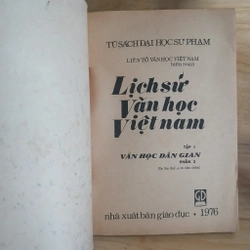 TỦ SÁCH ĐẠI HỌC SƯ PHẠM
LIÊN TỔ VĂN HỌC VIỆT NAM
Lịch sử
Văn học
Việt nam
TẬP I
VĂN HỌC DÂN GIAN
PHẦN I
nhà xuất bản giáo dục - 1976